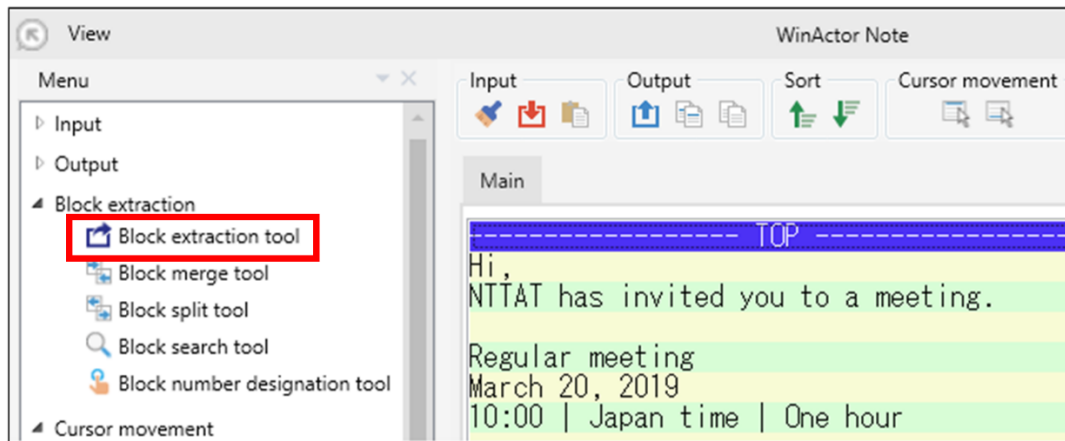 View
WinActor Note
Menu
Input
Output
Block extraction
Block extraction tool
Block merge tool
Block split tool
Block search tool
Block number designation tool
Cursor movement
Input
Output
Sort
Cursor movement
Main
------------------ TOP -----------------
Hi,
NTTAT has invited you to a meeting.
Regular meeting
March 20, 2019
10:00 | Japan time | One hour